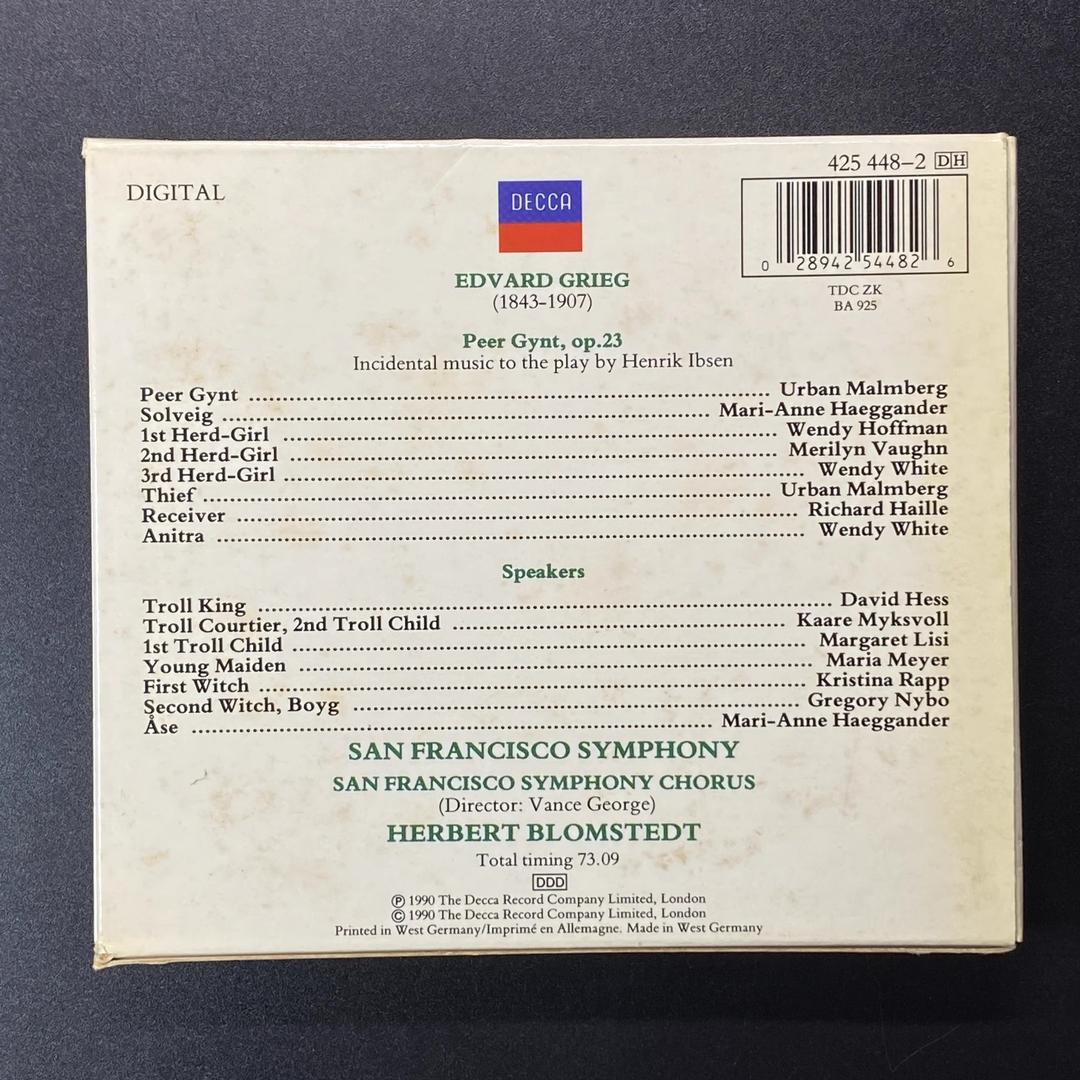 425 448–2 DH
DIGITAL
DECCA
0 28942 54482 6
TDC ZK
BA 925
EDVARD GRIEG
(1843-1907)
Peer Gynt, op.23
Incidental music to the play by Henrik Ibsen
Peer Gynt ........ Urban Malmberg
Solveig ........ Mari-Anne Haeggander
1st Herd-Girl ........ Wendy Hoffman
2nd Herd-Girl ........ Merilyn Vaughn
3rd Herd-Girl ........ Wendy White
Thief ........ Urban Malmberg
Receiver ........ Richard Haille
Anitra ........ Wendy White
Speakers
Troll King ........ David Hess
Troll Courtier, 2nd Troll Child ........ Kaare Myksvoll
1st Troll Child ........ Margaret Lisi
Young Maiden ........ Maria Meyer
First Witch ........ Kristina Rapp
Second Witch, Boyg ........ Gregory Nybo
Åse ........ Mari-Anne Haeggander
SAN FRANCISCO SYMPHONY
SAN FRANCISCO SYMPHONY CHORUS
(Director: Vance George)
HERBERT BLOMSTEDT
Total timing 73.09
DDD
℗ 1990 The Decca Record Company Limited, London
© 1990 The Decca Record Company Limited, London
Printed in West Germany/Imprimé en Allemagne. Made in West Germany